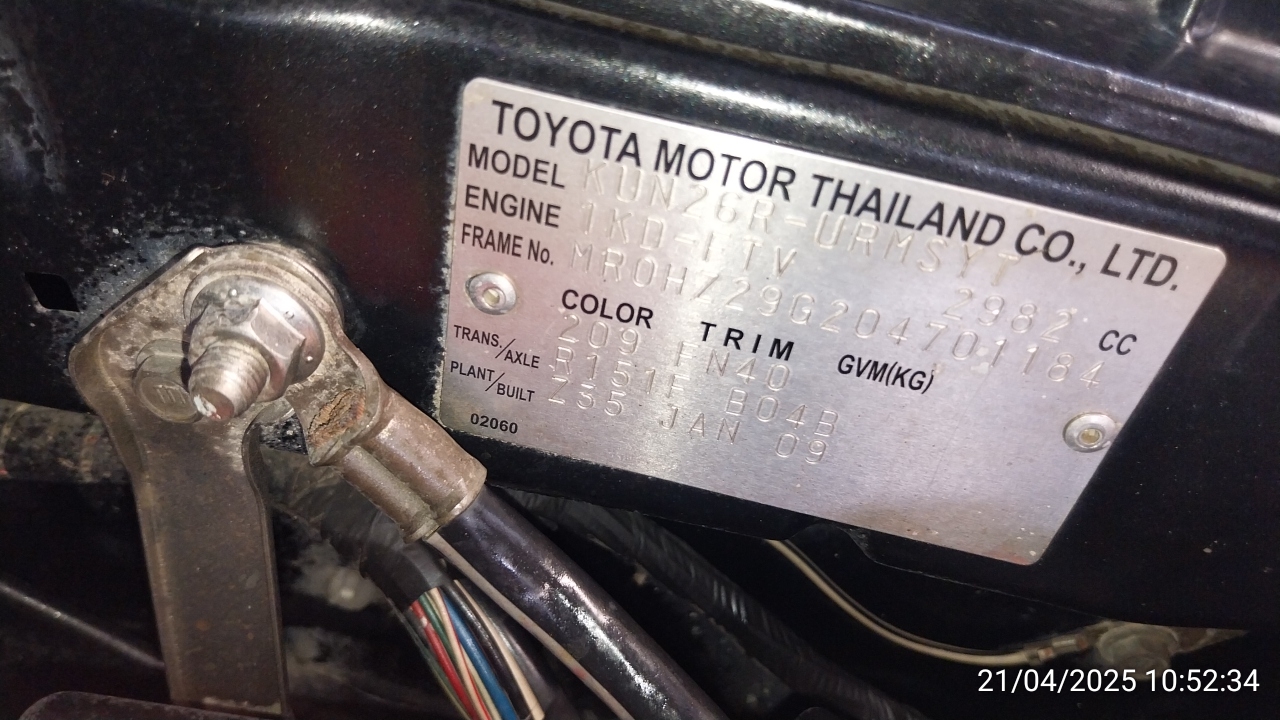 TOYOTA MOTOR THAILAND CO., LTD.
MODEL KUN26R-URMSYT
ENGINE 1KD-FTV 2982 CC
FRAME No. MR0HZ29G204701184
COLOR TRIM GVM(KG)
209 FN40
TRANS/AXLE R151F B04B
PLANT/BUILT Z35 JAN 09
02060
21/04/2025 10:52:34